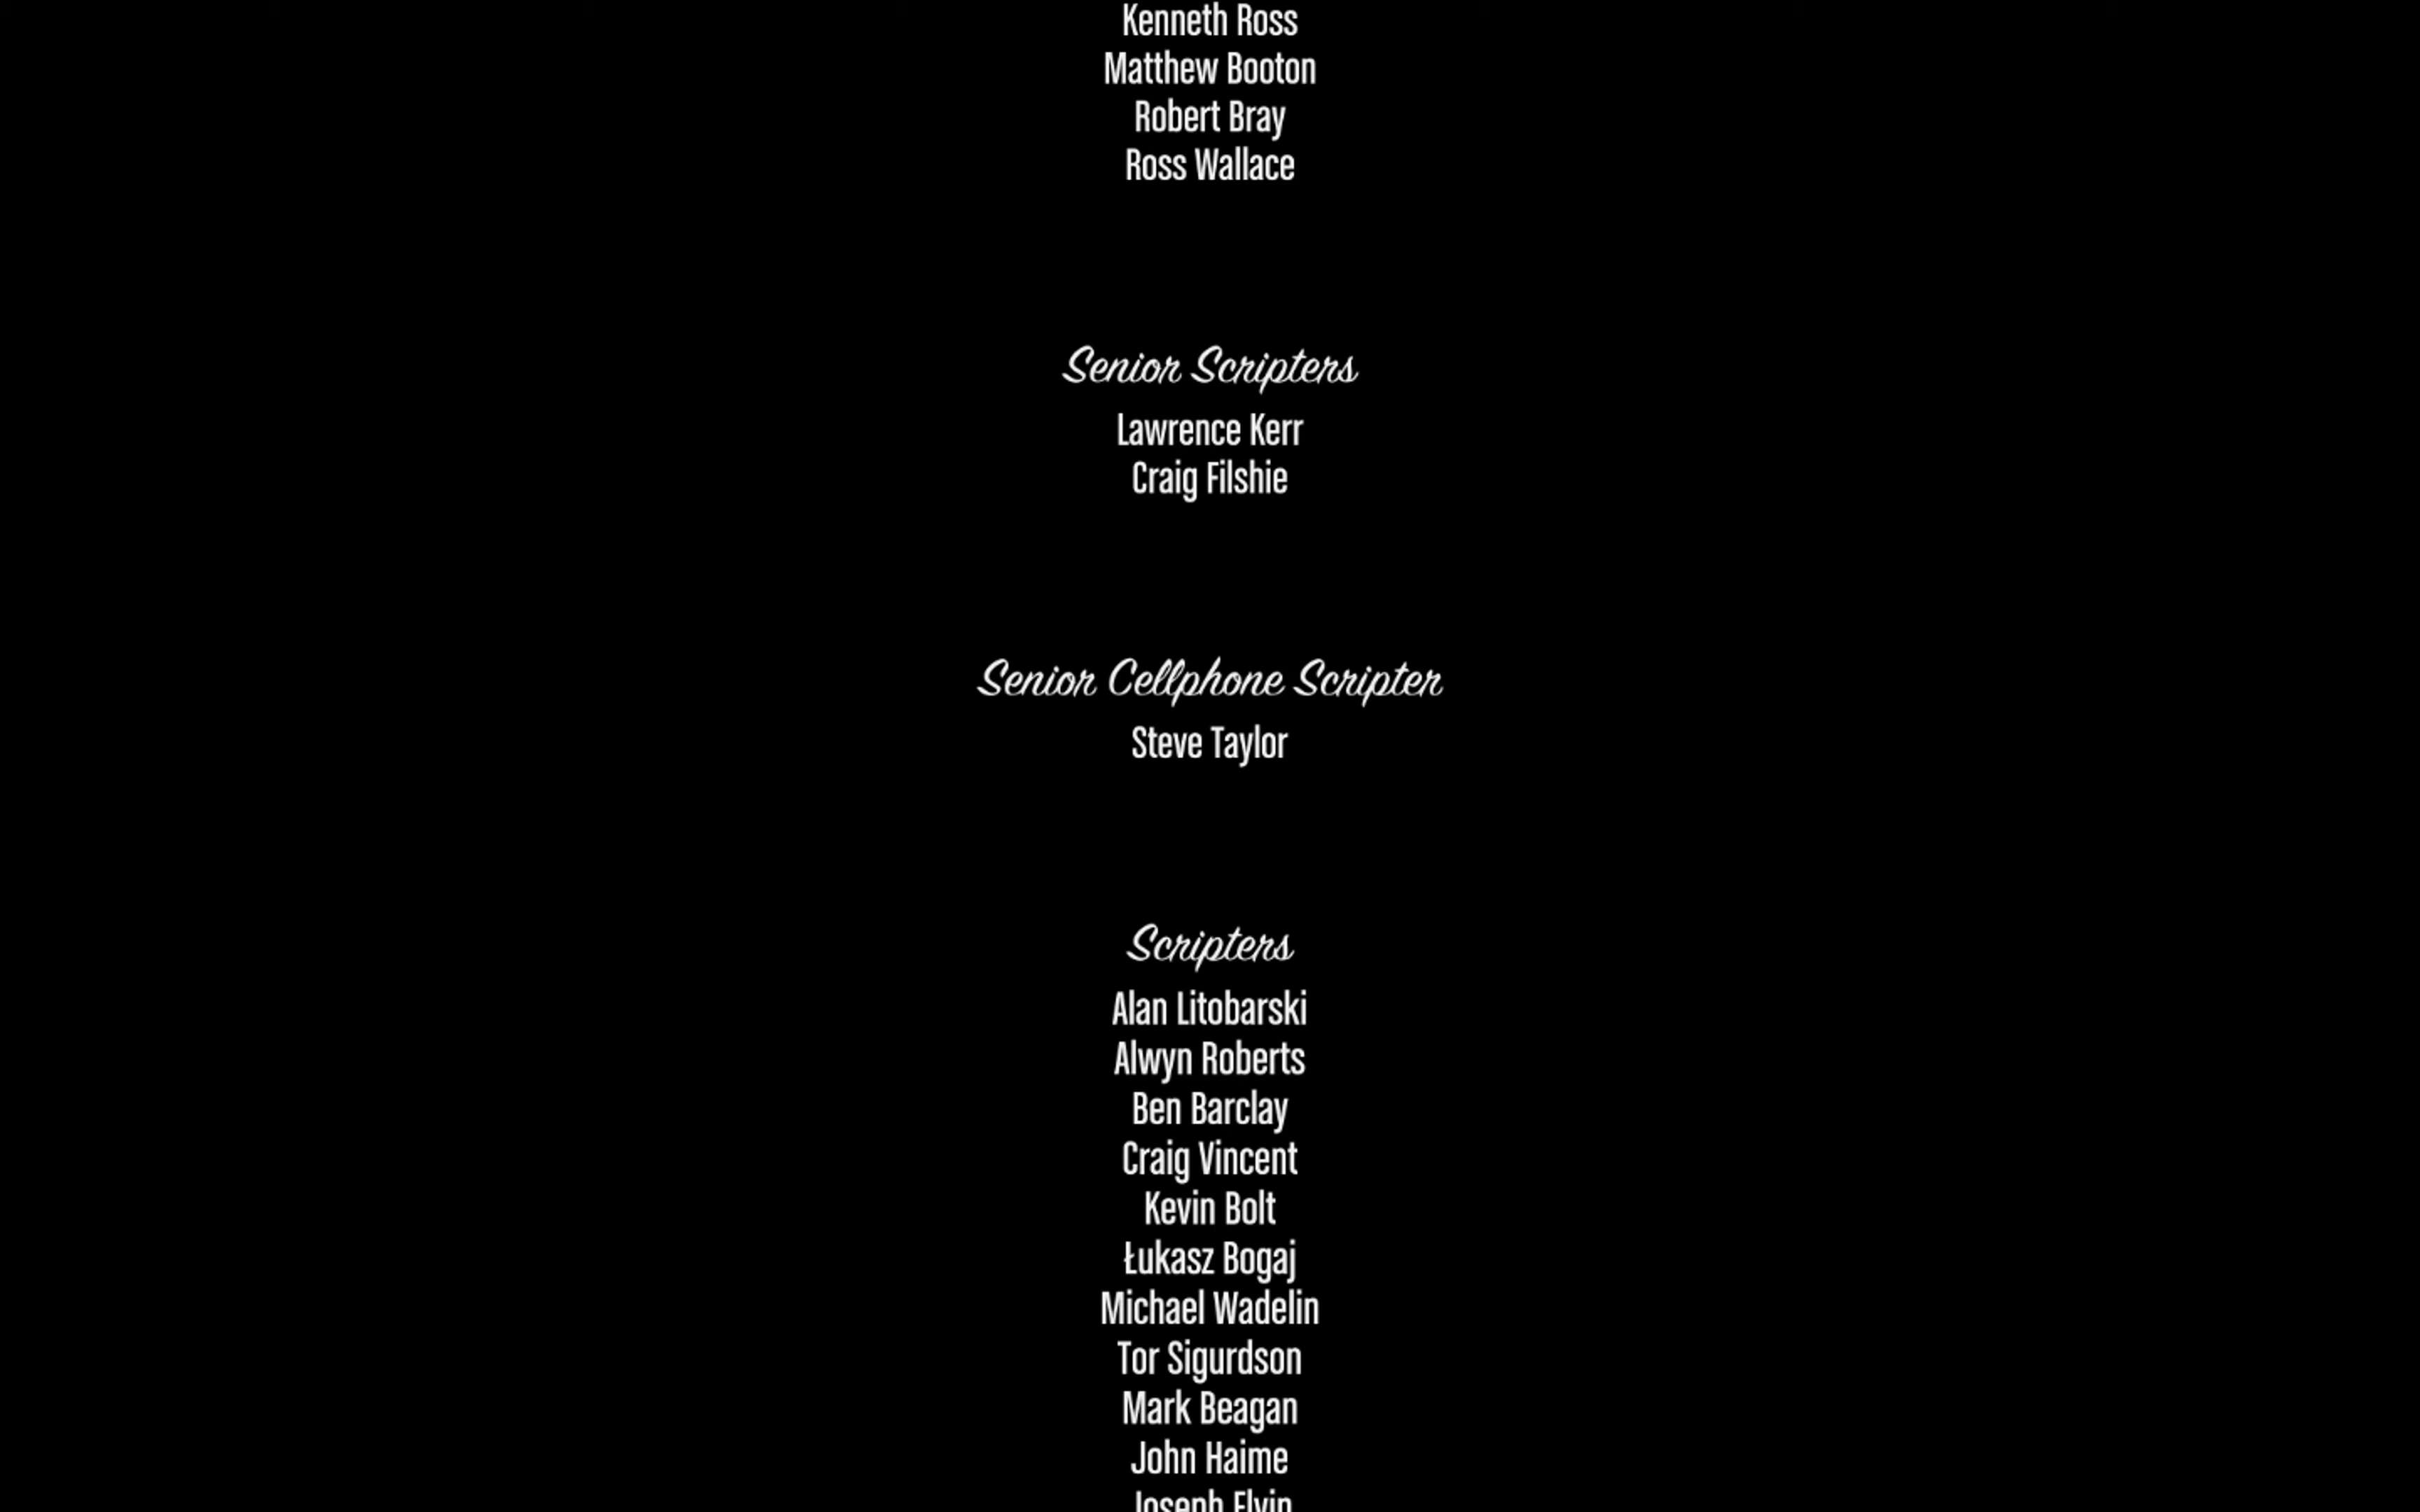 Kenneth Ross
Matthew Booton
Robert Bray
Ross Wallace
Senior Scripters
Lawrence Kerr
Craig Filshie
Senior Cellphone Scripter
Steve Taylor
Scripters
Alan Litobarski
Alwyn Roberts
Ben Barclay
Craig Vincent
Kevin Bolt
Łukasz Bogaj
Michael Wadelin
Tor Sigurdson
Mark Beagan
John Haime
Joseph Elvin